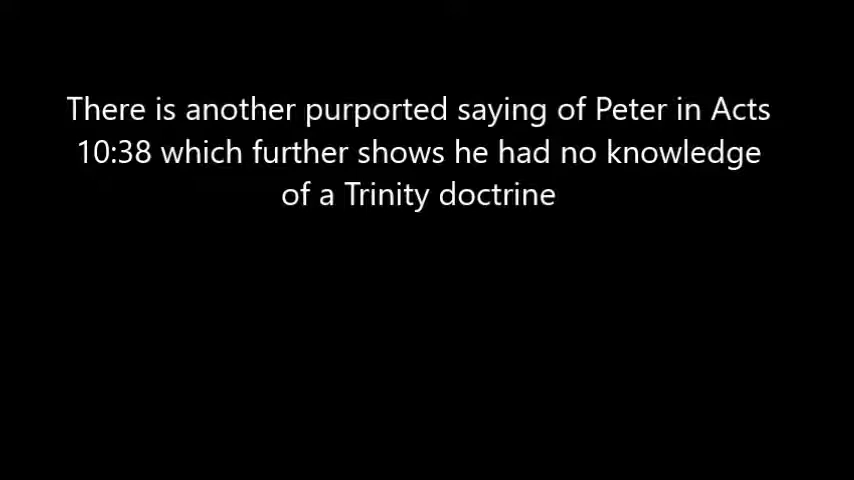 There is another purported saying of Peter in Acts
10:38 which further shows he had no knowledge
of a Trinity doctrine